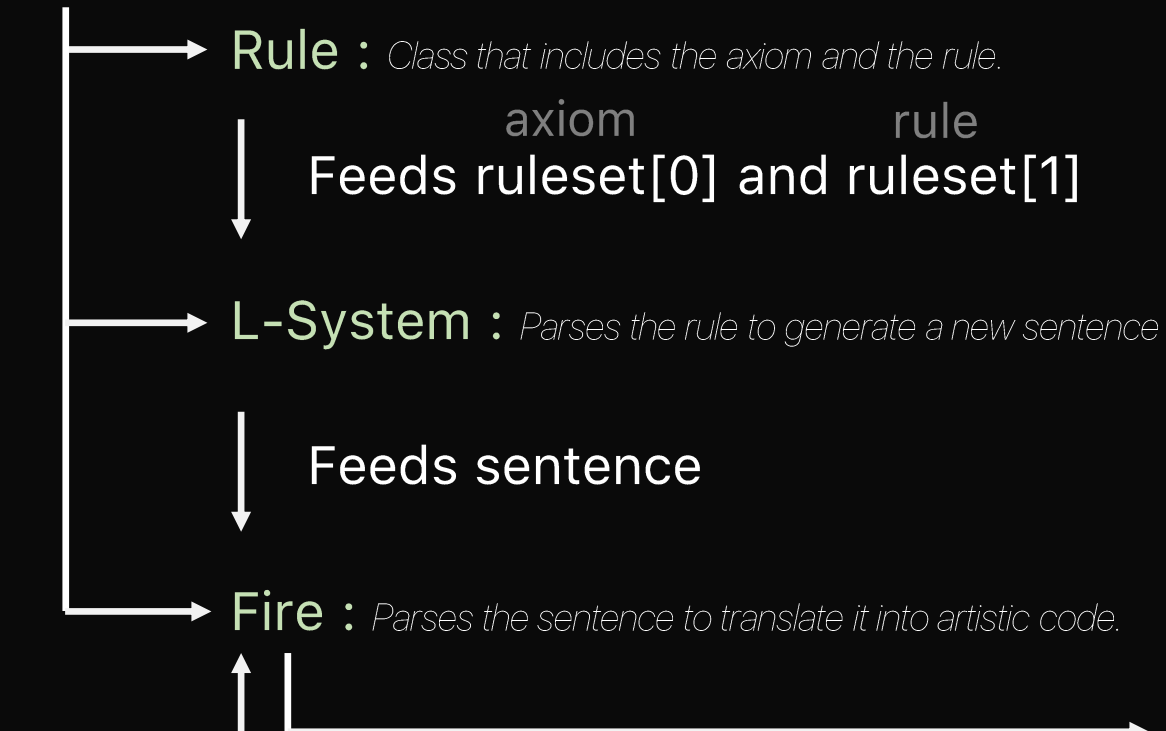 Rule : Class that includes the axiom and the rule.
axiom rule
Feeds ruleset[0] and ruleset[1]
L-System : Parses the rule to generate a new sentence
Feeds sentence
Fire : Parses the sentence to translate it into artistic code.